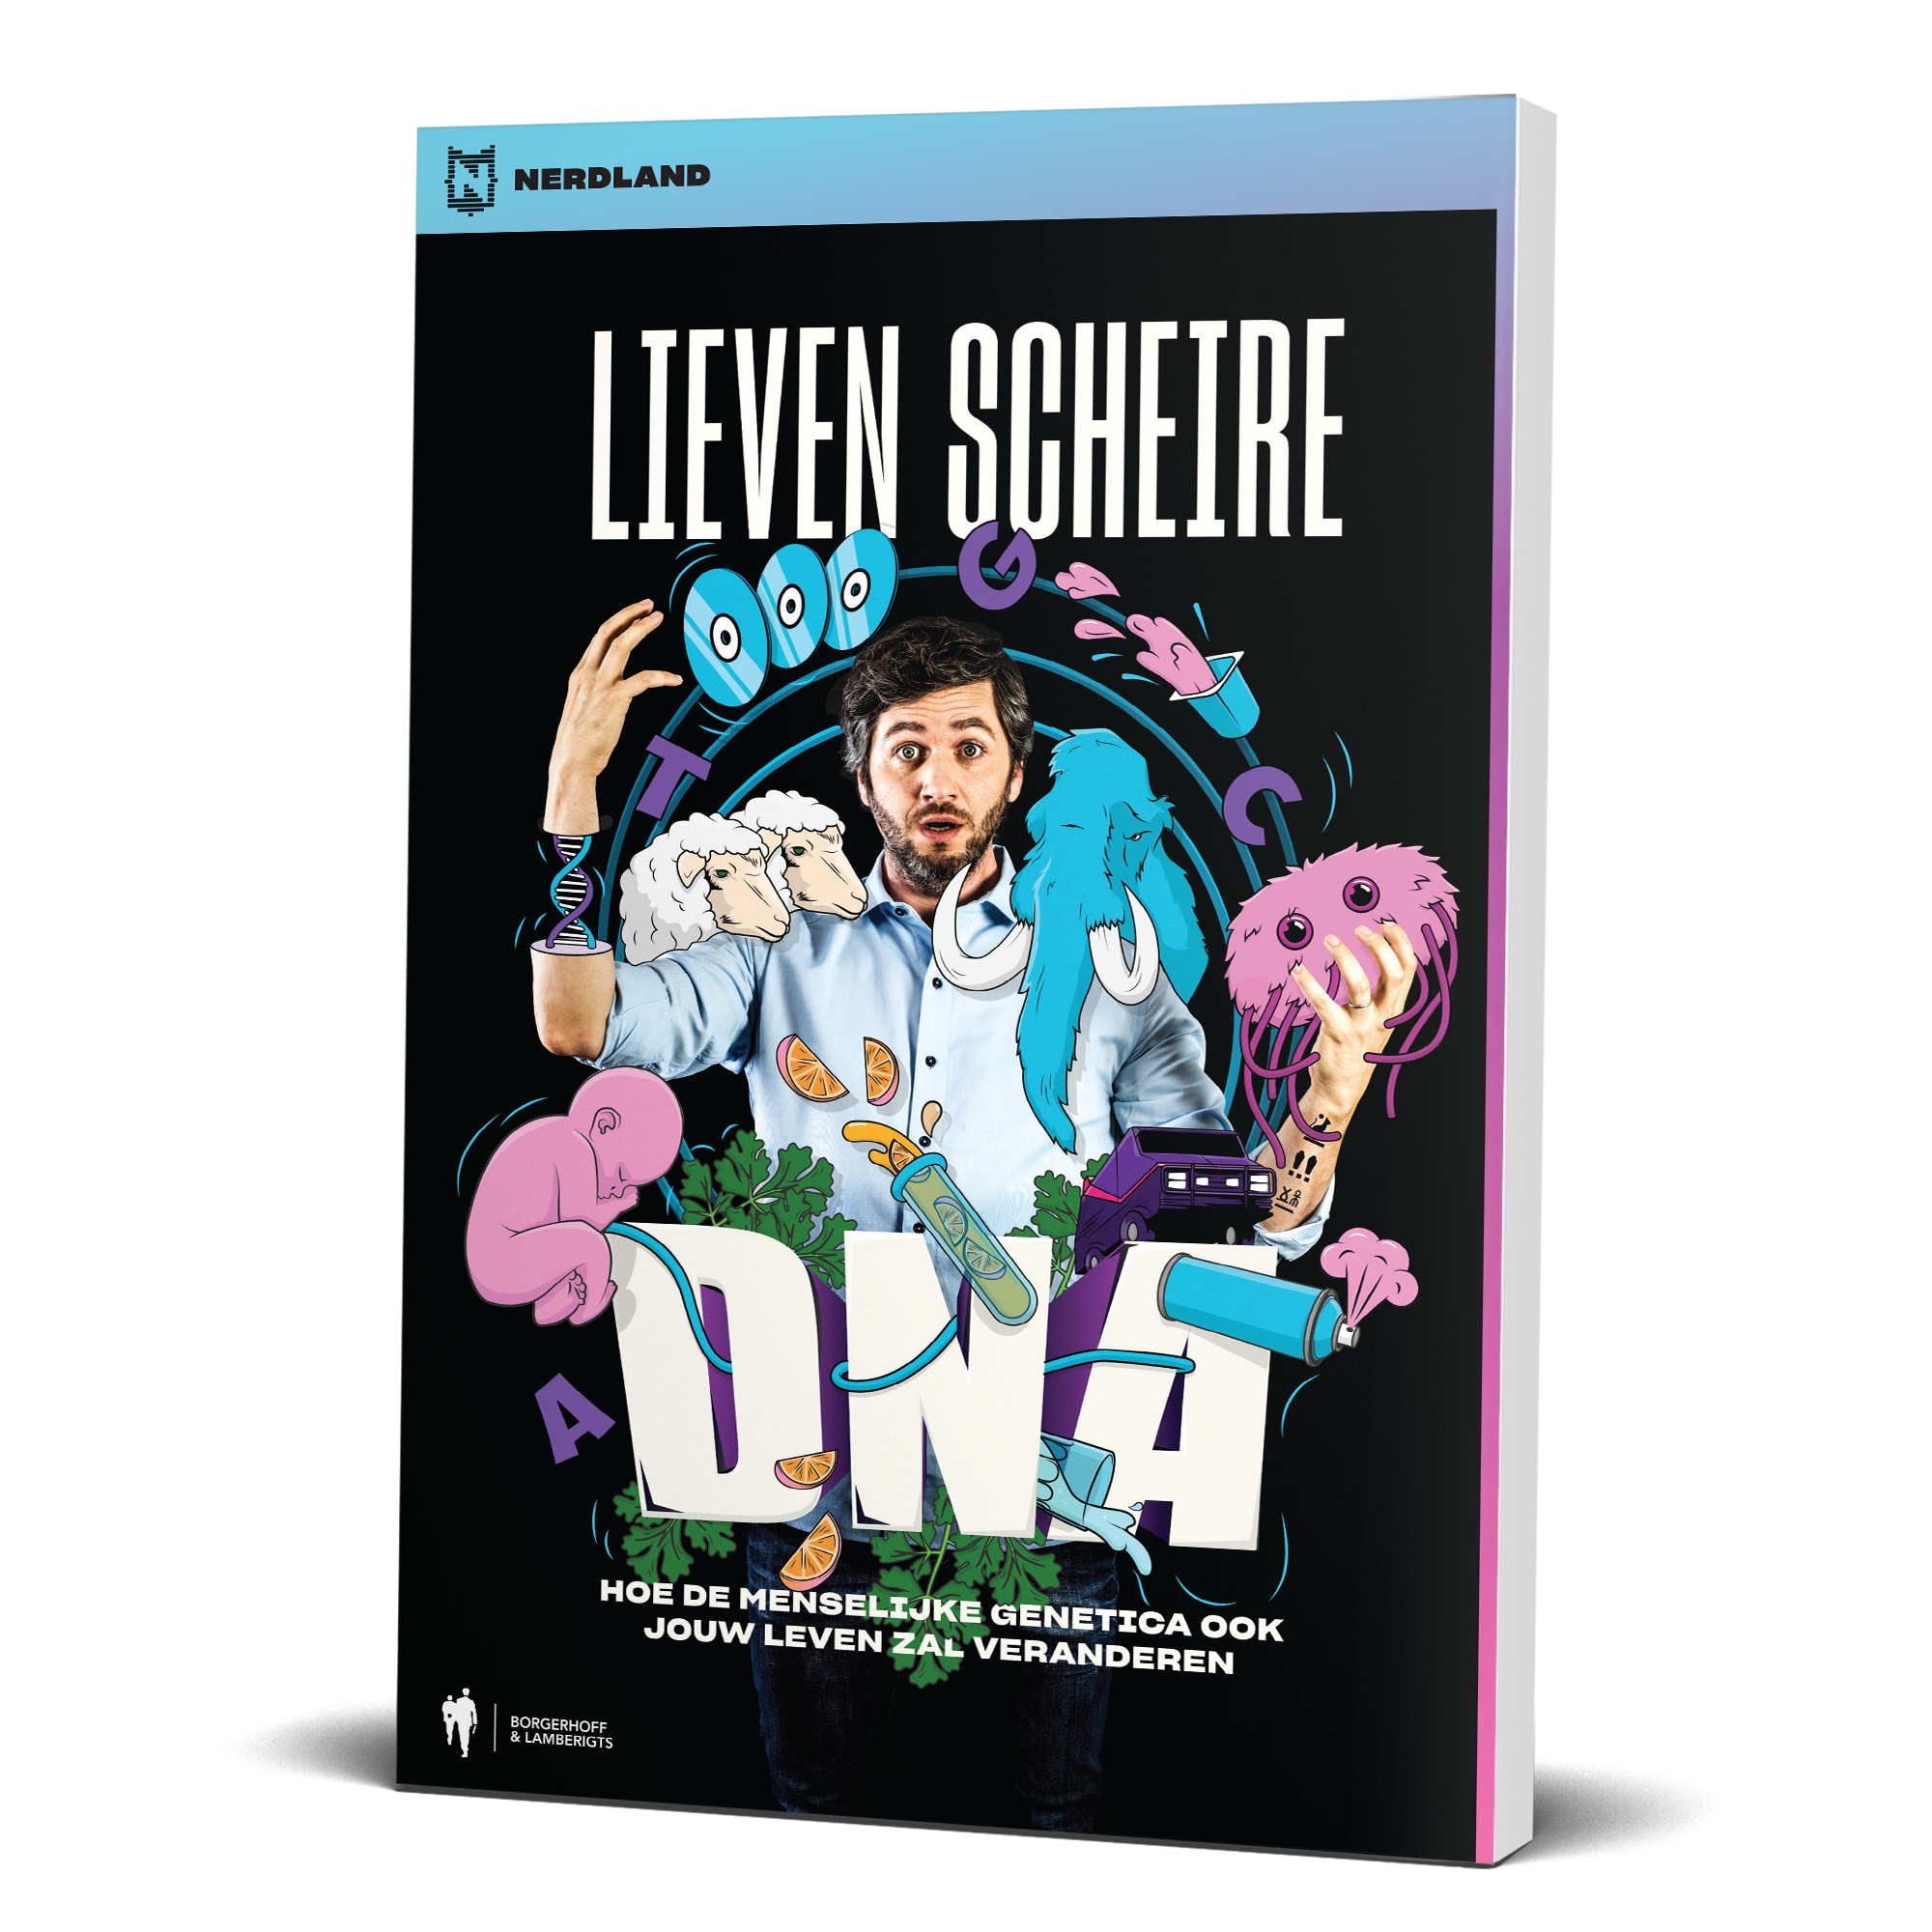 NERDLAND
LIEVEN SCHEIRE
G
T
C
A
DNA
HOE DE MENSELIJKE GENETICA OOK
JOUW LEVEN ZAL VERANDEREN
BORGERHOFF
& LAMBERIGTS